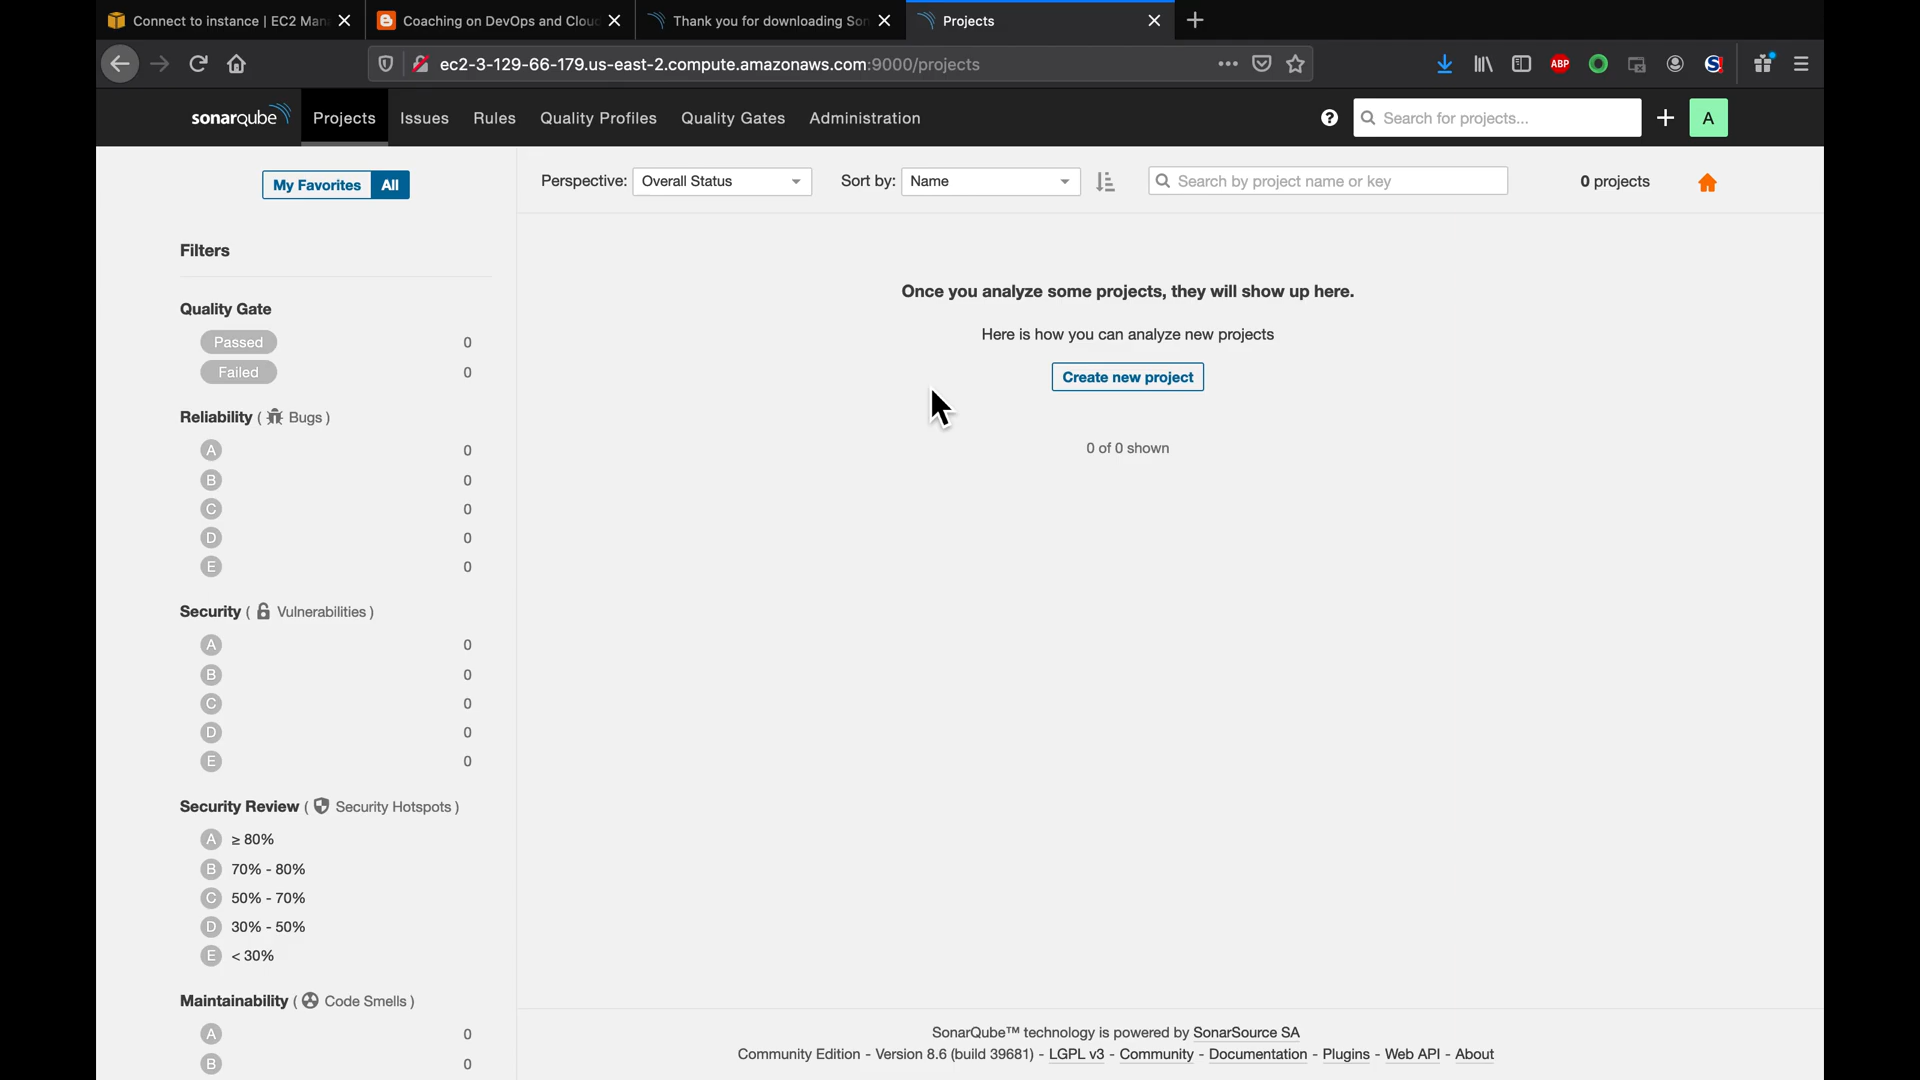 Connect to instance | EC2 Man
Coaching on DevOps and Clou
Thank you for downloading Son
Projects
ec2-3-129-66-179.us-east-2.compute.amazonaws.com:9000/projects
ABP
S
sonarqube
Projects
Issues
Rules
Quality Profiles
Quality Gates
Administration
?
Search for projects...
A
My Favorites
All
Perspective:
Overall Status
Sort by:
Name
Search by project name or key
0 projects
Filters
Quality Gate
Passed 0
Failed 0
Reliability ( Bugs )
A 0
B 0
C 0
D 0
E 0
Security ( Vulnerabilities )
A 0
B 0
C 0
D 0
E 0
Security Review ( Security Hotspots )
A ≥ 80%
B 70% - 80%
C 50% - 70%
D 30% - 50%
E < 30%
Maintainability ( Code Smells )
A 0
B 0
Once you analyze some projects, they will show up here.
Here is how you can analyze new projects
Create new project
0 of 0 shown
SonarQube™ technology is powered by SonarSource SA
Community Edition - Version 8.6 (build 39681) - LGPL v3 - Community - Documentation - Plugins - Web API - About